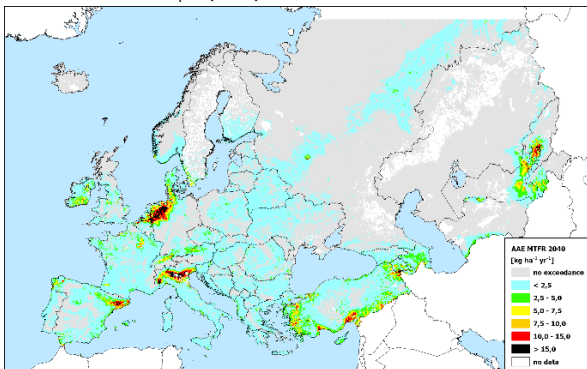 AAE MTFR 2040
[kg ha⁻¹ yr⁻¹]
no exceedance
< 2,5
2,5 - 5,0
5,0 - 7,5
7,5 - 10,0
10,0 - 15,0
> 15,0
no data